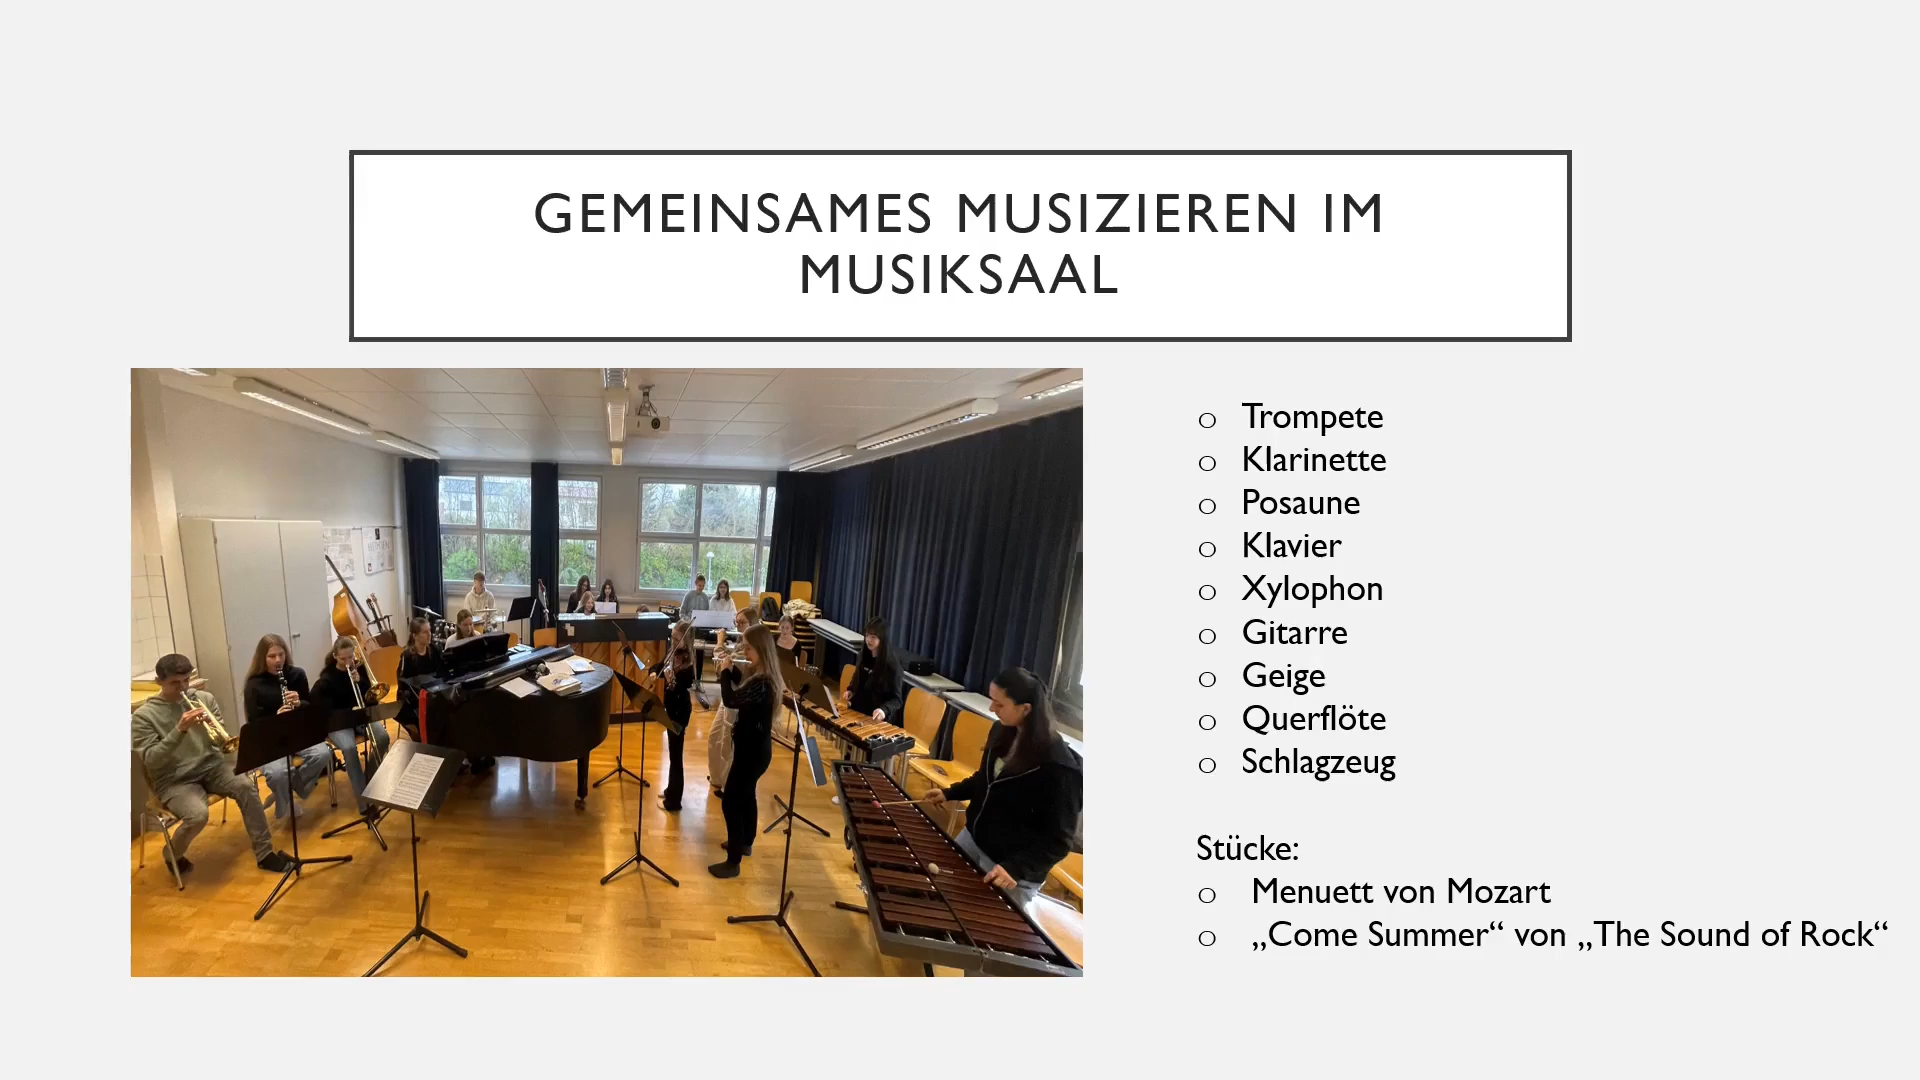 GEMEINSAMES MUSIZIEREN IM
MUSIKSAAL
o Trompete
o Klarinette
o Posaune
o Klavier
o Xylophon
o Gitarre
o Geige
o Querflöte
o Schlagzeug
Stücke:
o Menuett von Mozart
o „Come Summer“ von „The Sound of Rock“